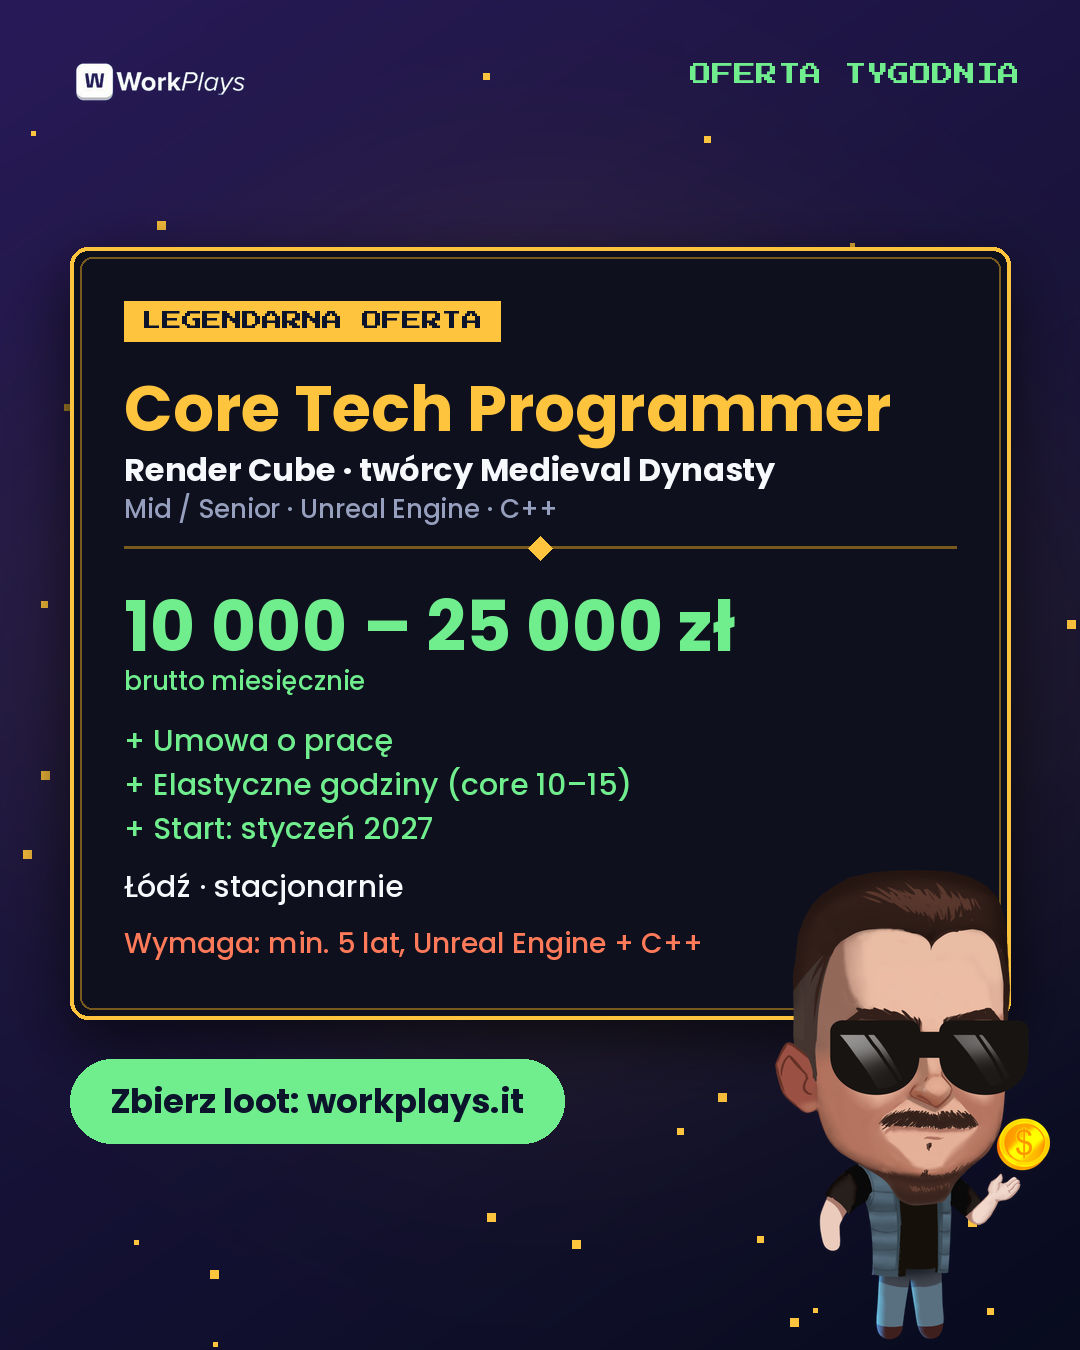 W WorkPlays
OFERTA TYGODNIA
LEGENDARNA OFERTA
Core Tech Programmer
Render Cube · twórcy Medieval Dynasty
Mid / Senior · Unreal Engine · C++
10 000 – 25 000 zł
brutto miesięcznie
+ Umowa o pracę
+ Elastyczne godziny (core 10–15)
+ Start: styczeń 2027
Łódź · stacjonarnie
Wymaga: min. 5 lat, Unreal Engine + C++
Zbierz loot: workplays.it
$